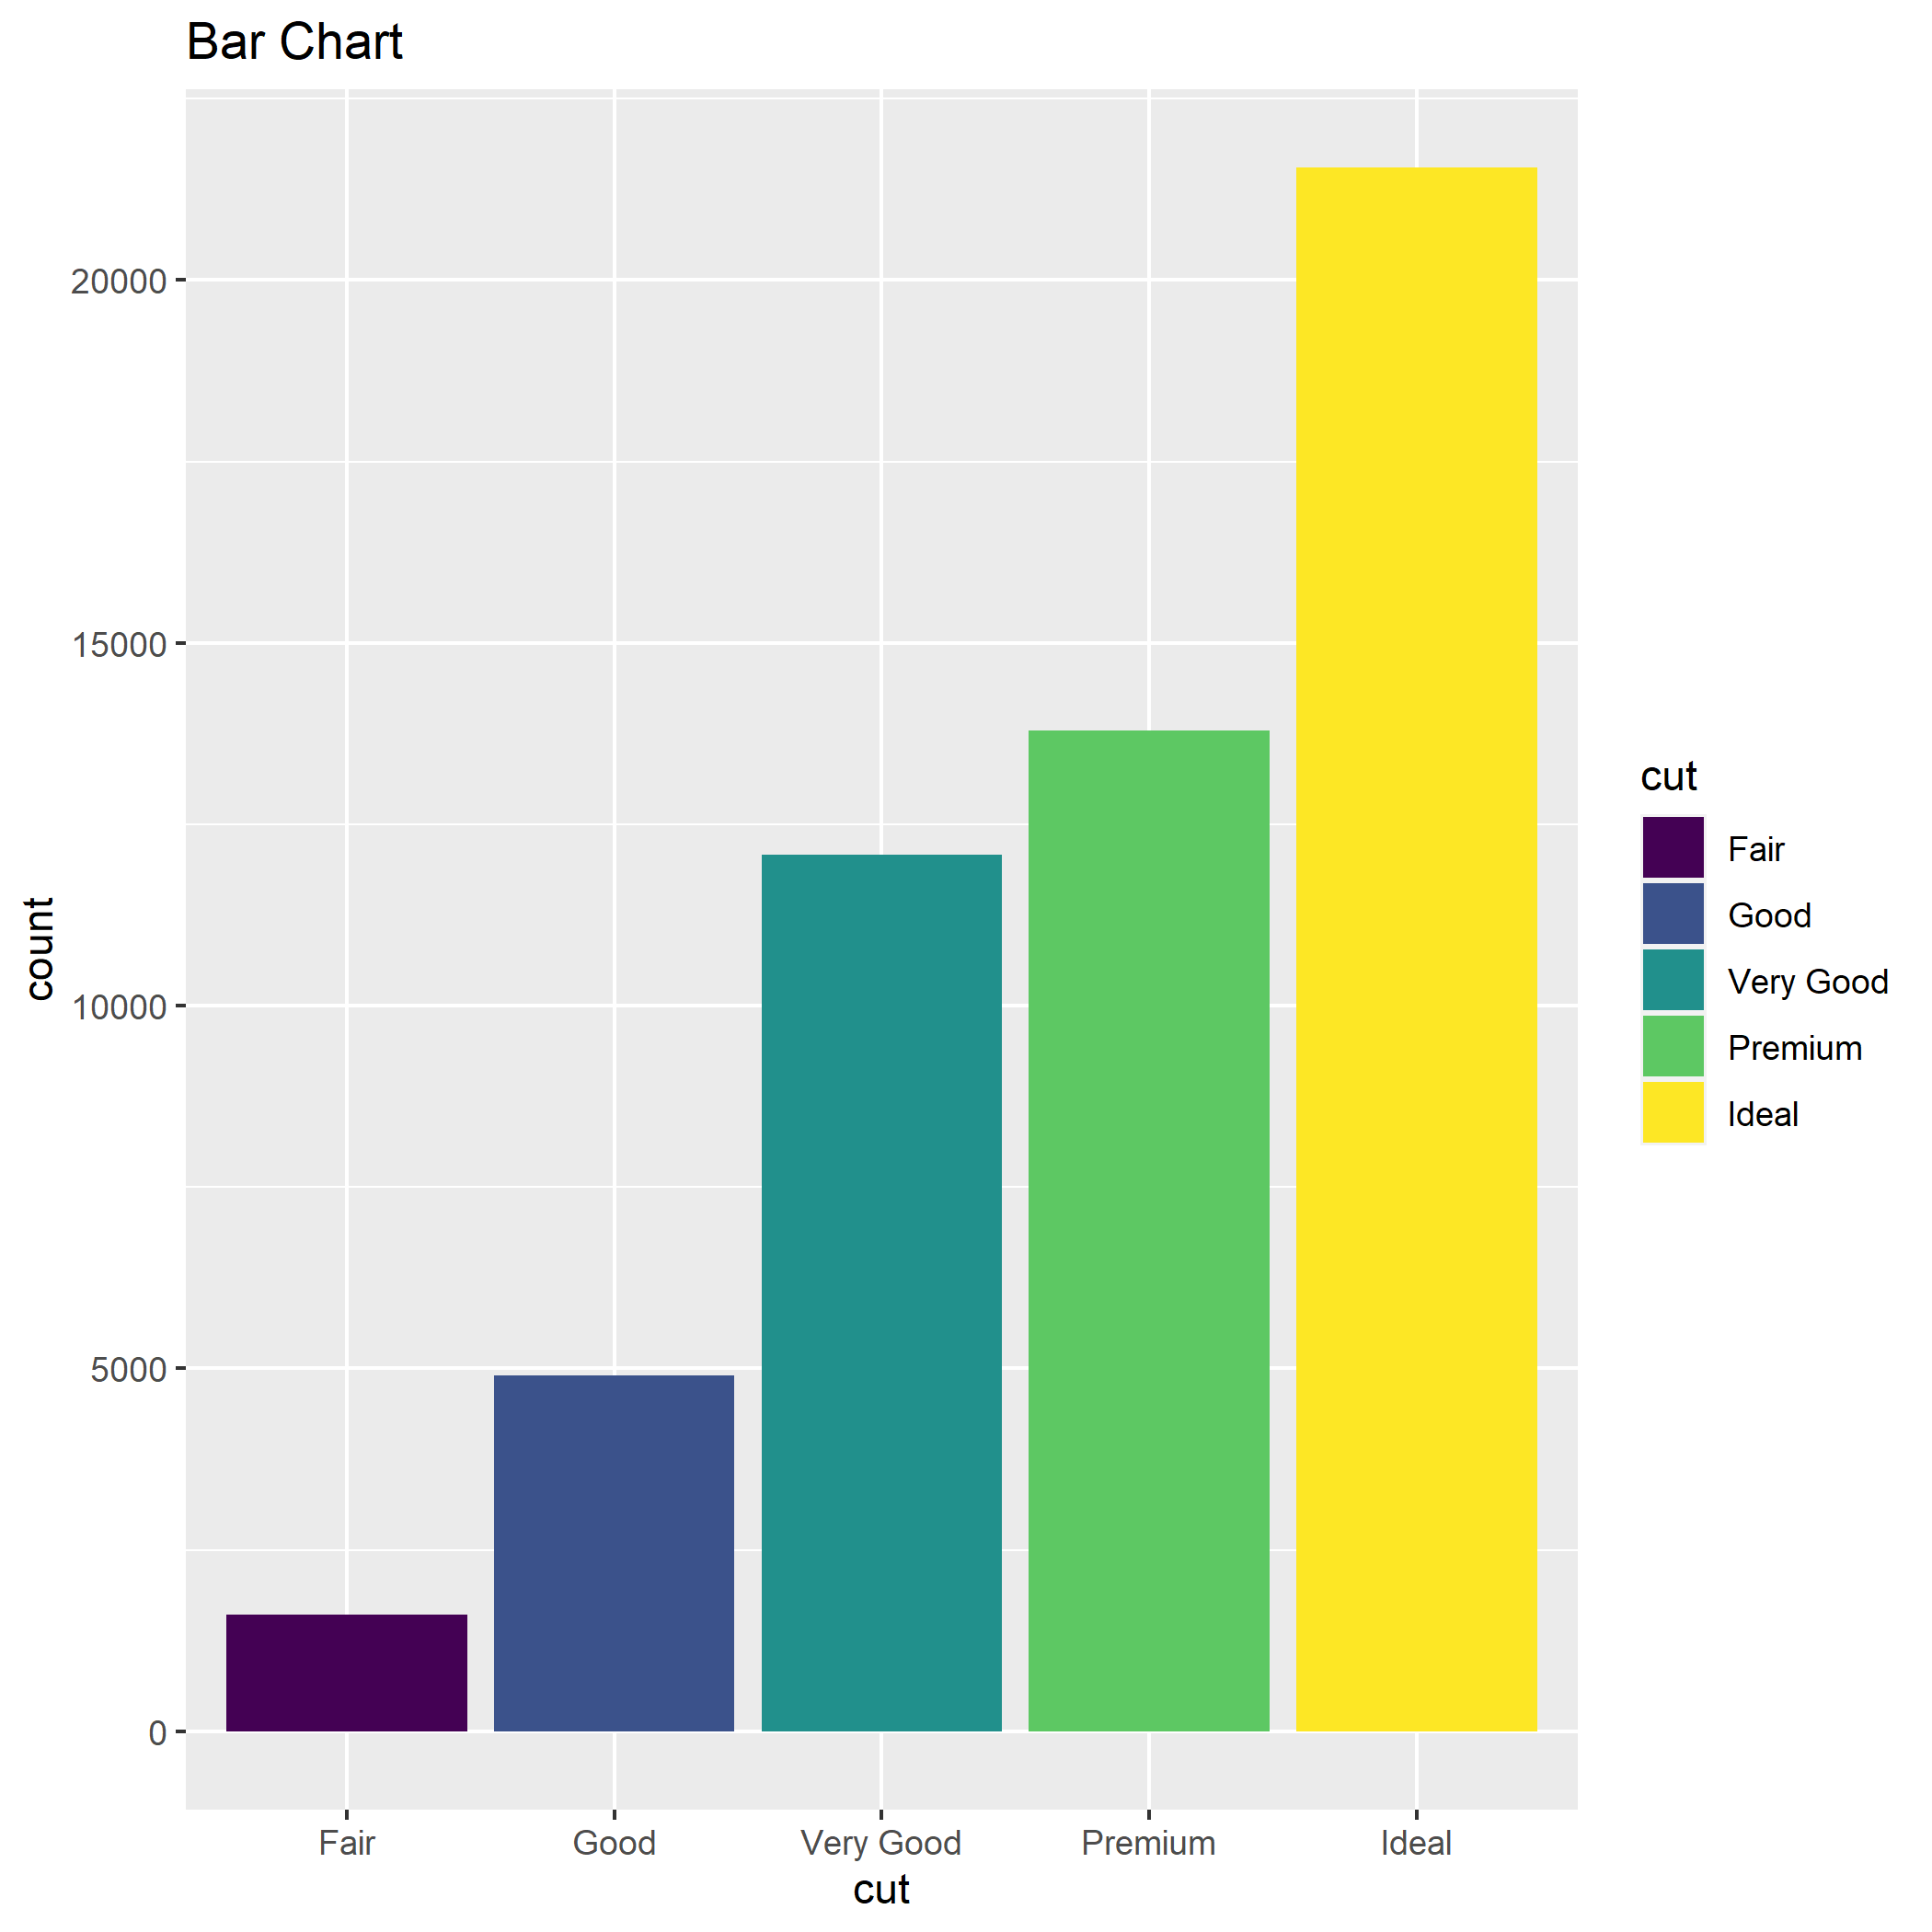 Bar Chart
count
20000
15000
10000
5000
0
Fair
Good
Very Good
Premium
Ideal
cut
cut
Fair
Good
Very Good
Premium
Ideal